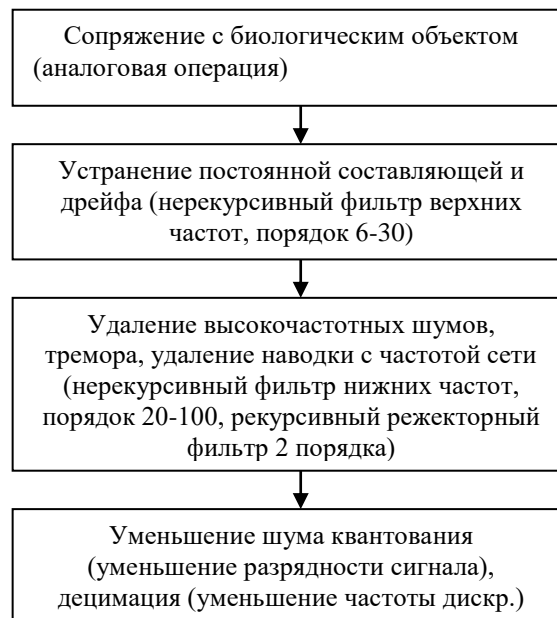 Сопряжение с биологическим объектом
(аналоговая операция)
Устранение постоянной составляющей и
дрейфа (нерекурсивный фильтр верхних
частот, порядок 6-30)
Удаление высокочастотных шумов,
тремора, удаление наводки с частотой сети
(нерекурсивный фильтр нижних частот,
порядок 20-100, рекурсивный режекторный
фильтр 2 порядка)
Уменьшение шума квантования
(уменьшение разрядности сигнала),
децимация (уменьшение частоты дискр.)